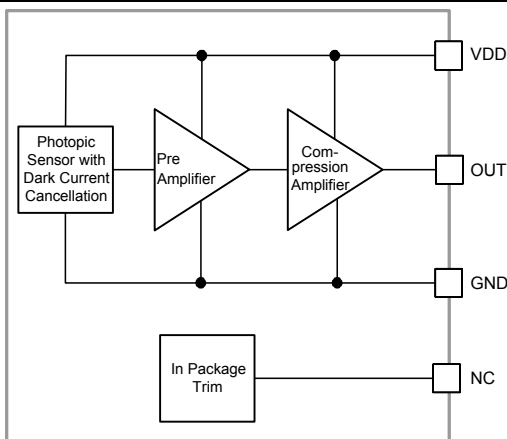 VDD
Photopic
Sensor with
Dark Current
Cancellation
Pre
Amplifier
Com-
pression
Amplifier
OUT
GND
In Package
Trim
NC